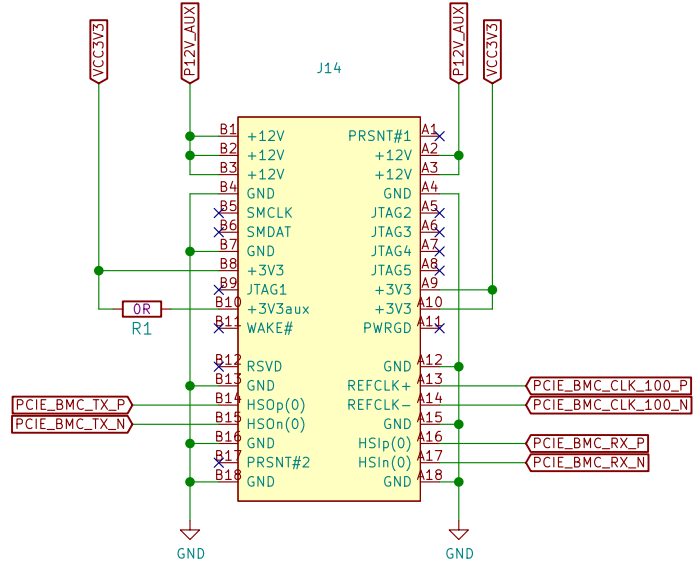 VCC3V3
P12V_AUX
P12V_AUX
VCC3V3
J14
B1 +12V PRSNT#1 A1
B2 +12V +12V A2
B3 +12V +12V A3
B4 GND GND A4
B5 SMCLK JTAG2 A5
B6 SMDAT JTAG3 A6
B7 GND JTAG4 A7
B8 +3V3 JTAG5 A8
B9 JTAG1 +3V3 A9
0R B10 +3V3aux +3V3 A10
R1 B11 WAKE# PWRGD A11
B12 RSVD GND A12
B13 GND REFCLK+ A13 PCIE_BMC_CLK_100_P
PCIE_BMC_TX_P B14 HSOp(0) REFCLK- A14 PCIE_BMC_CLK_100_N
PCIE_BMC_TX_N B15 HSOn(0) GND A15
B16 GND HSIp(0) A16 PCIE_BMC_RX_P
B17 PRSNT#2 HSIn(0) A17 PCIE_BMC_RX_N
B18 GND GND A18
GND GND